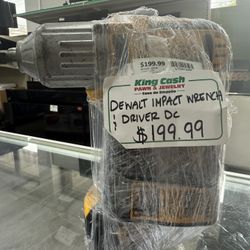 $199.99
King Cash
PAWN & JEWELRY
Casa de Empeño
DEWALT IMPACT WRENCH
& DRIVER DC
$199.99